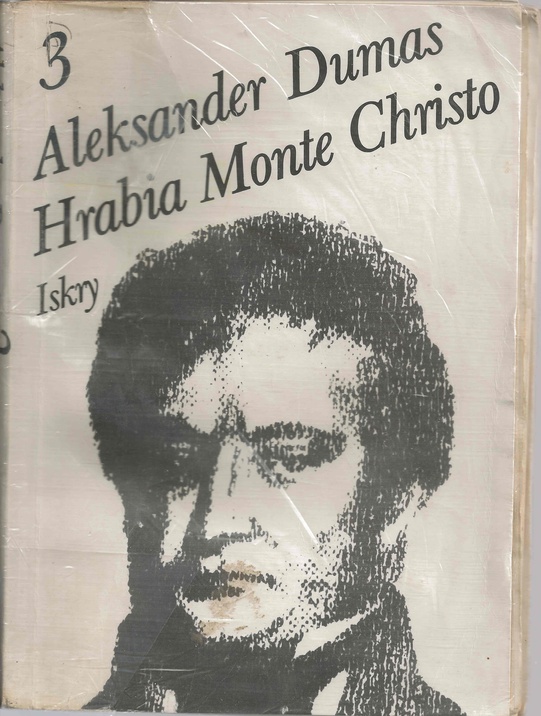 3
Aleksander Dumas
Hrabia Monte Christo
Iskry